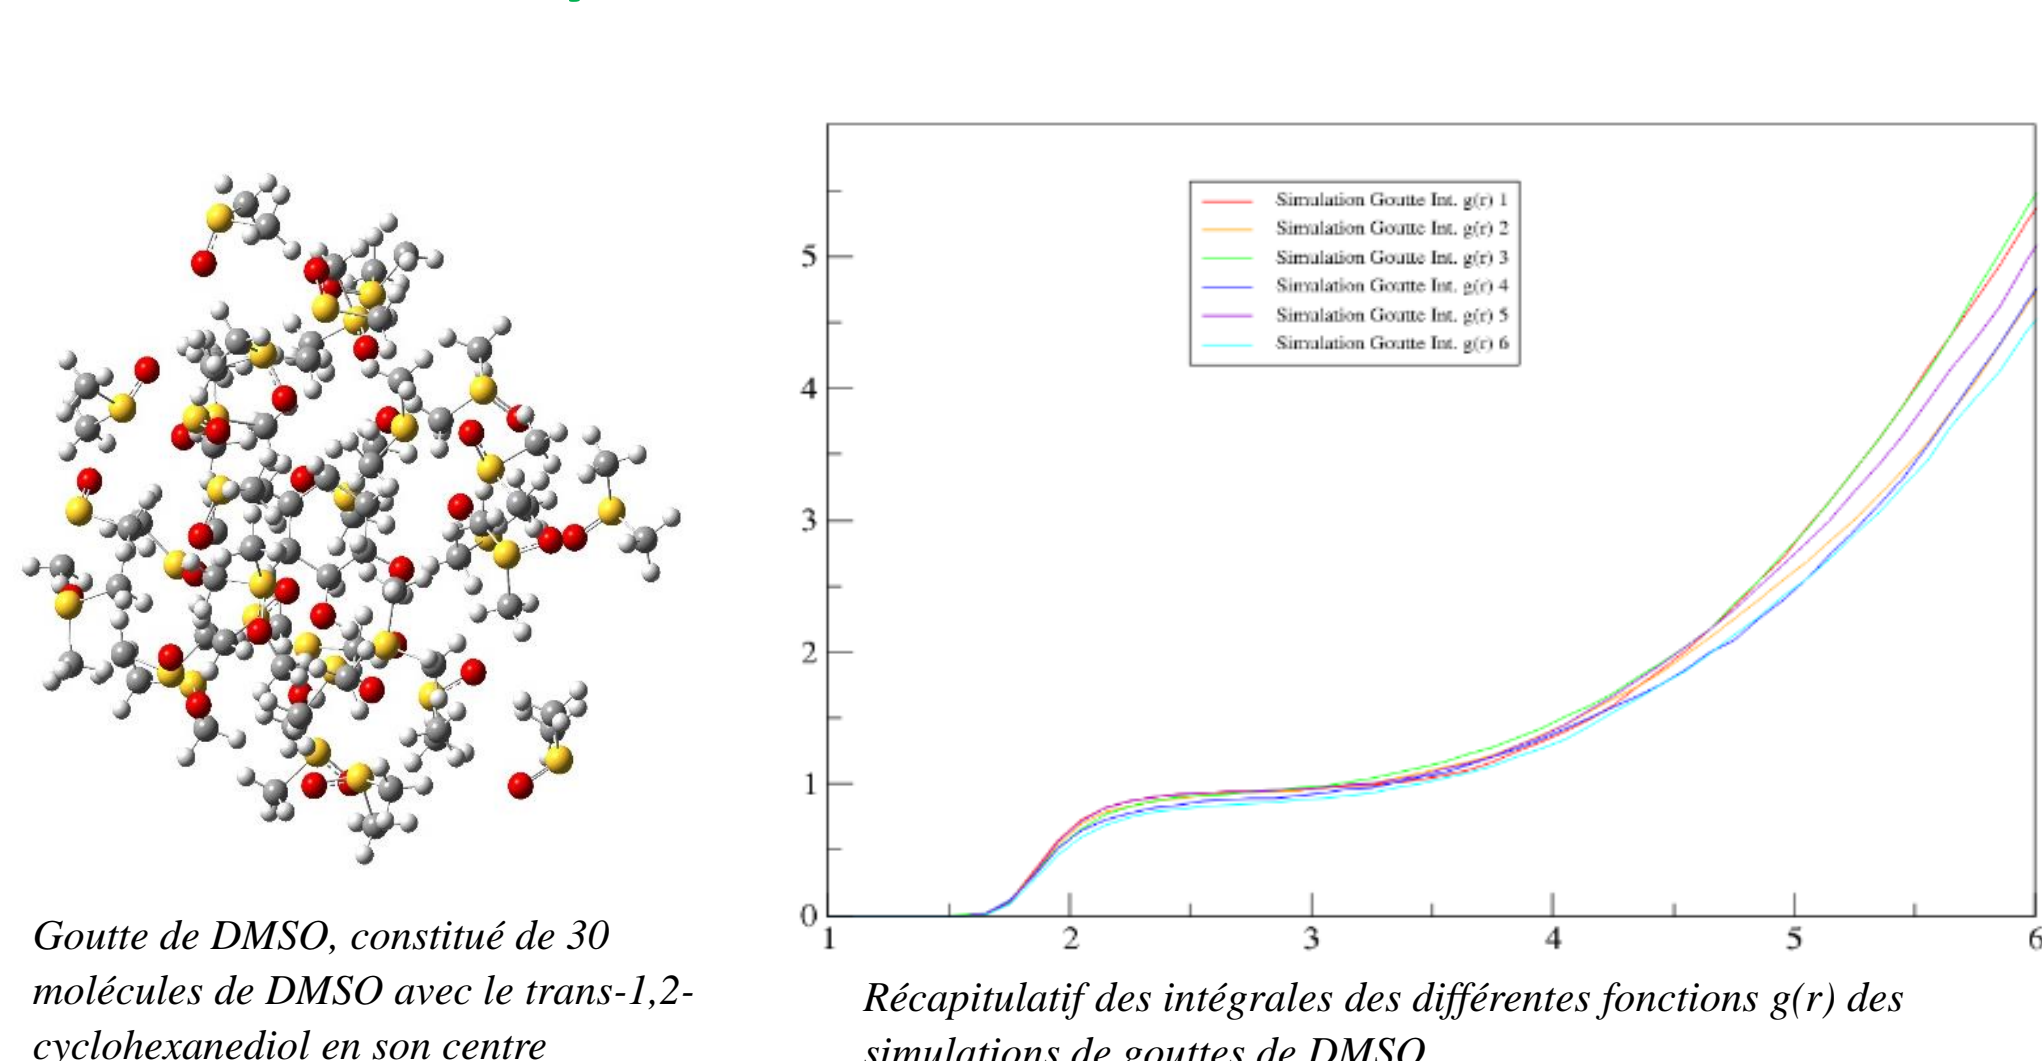 Simulation Goutte Int. g(r) 1
Simulation Goutte Int. g(r) 2
Simulation Goutte Int. g(r) 3
Simulation Goutte Int. g(r) 4
Simulation Goutte Int. g(r) 5
Simulation Goutte Int. g(r) 6
5
4
3
2
1
0
1 2 3 4 5 6
Goutte de DMSO, constitué de 30
molécules de DMSO avec le trans-1,2-
cyclohexanediol en son centre
Récapitulatif des intégrales des différentes fonctions g(r) des
simulations de gouttes de DMSO